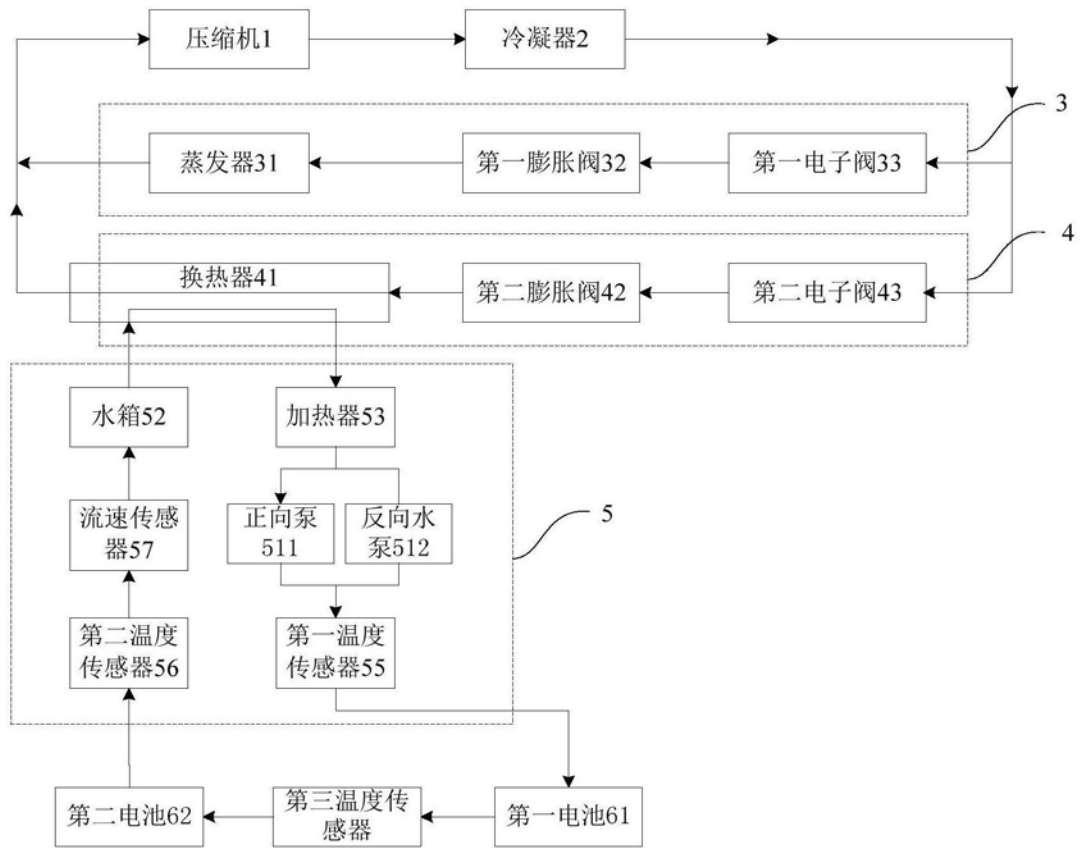 压缩机1
冷凝器2
3
蒸发器31
第一膨胀阀32
第一电子阀33
4
换热器41
第二膨胀阀42
第二电子阀43
水箱52
加热器53
流速传感
器57
正向泵
511
反向水
泵512
5
第二温度
传感器56
第一温度
传感器55
第二电池62
第三温度传
感器
第一电池61